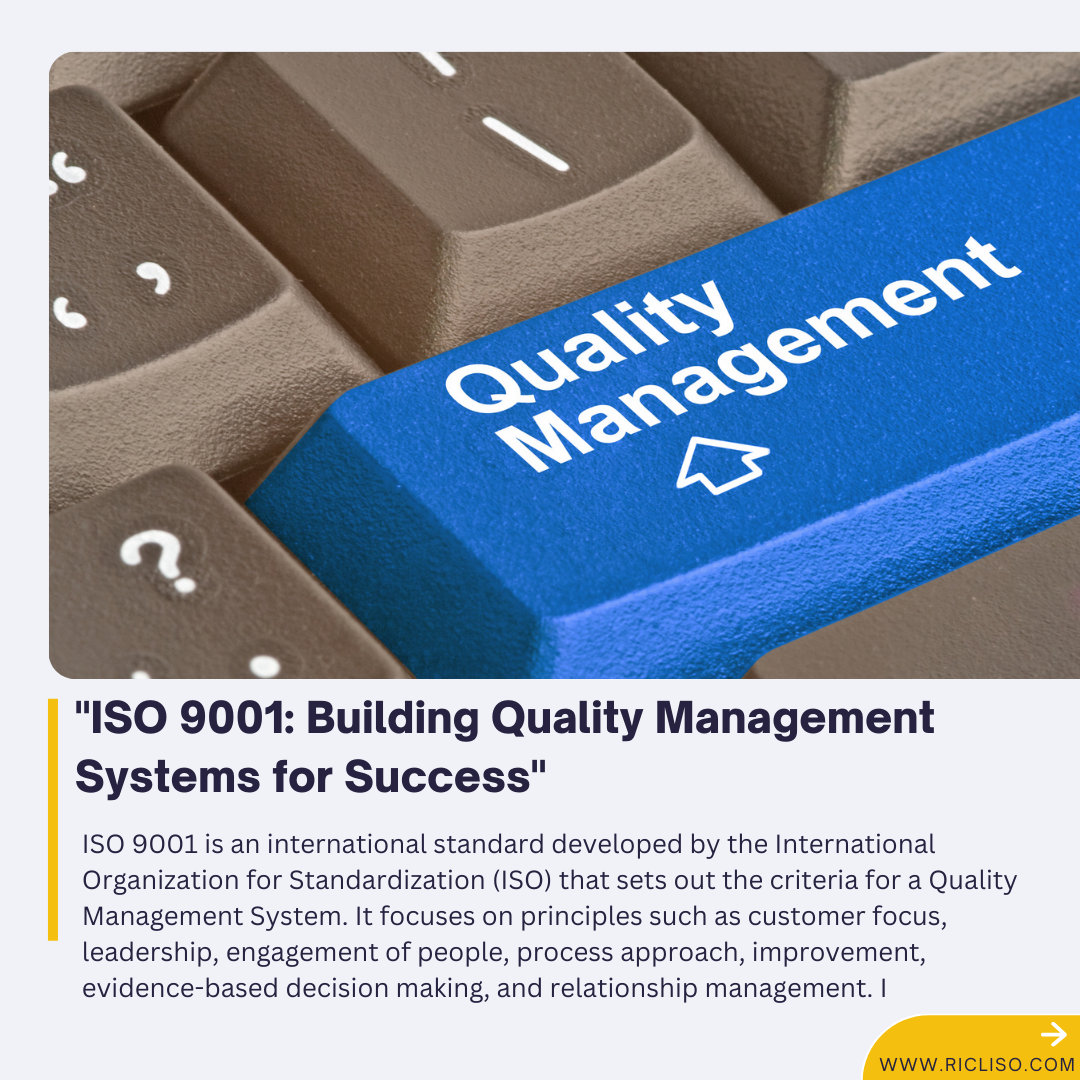 Quality
Management
"ISO 9001: Building Quality Management
Systems for Success"
ISO 9001 is an international standard developed by the International
Organization for Standardization (ISO) that sets out the criteria for a Quality
Management System. It focuses on principles such as customer focus,
leadership, engagement of people, process approach, improvement,
evidence-based decision making, and relationship management. I
WWW.RICLISO.COM